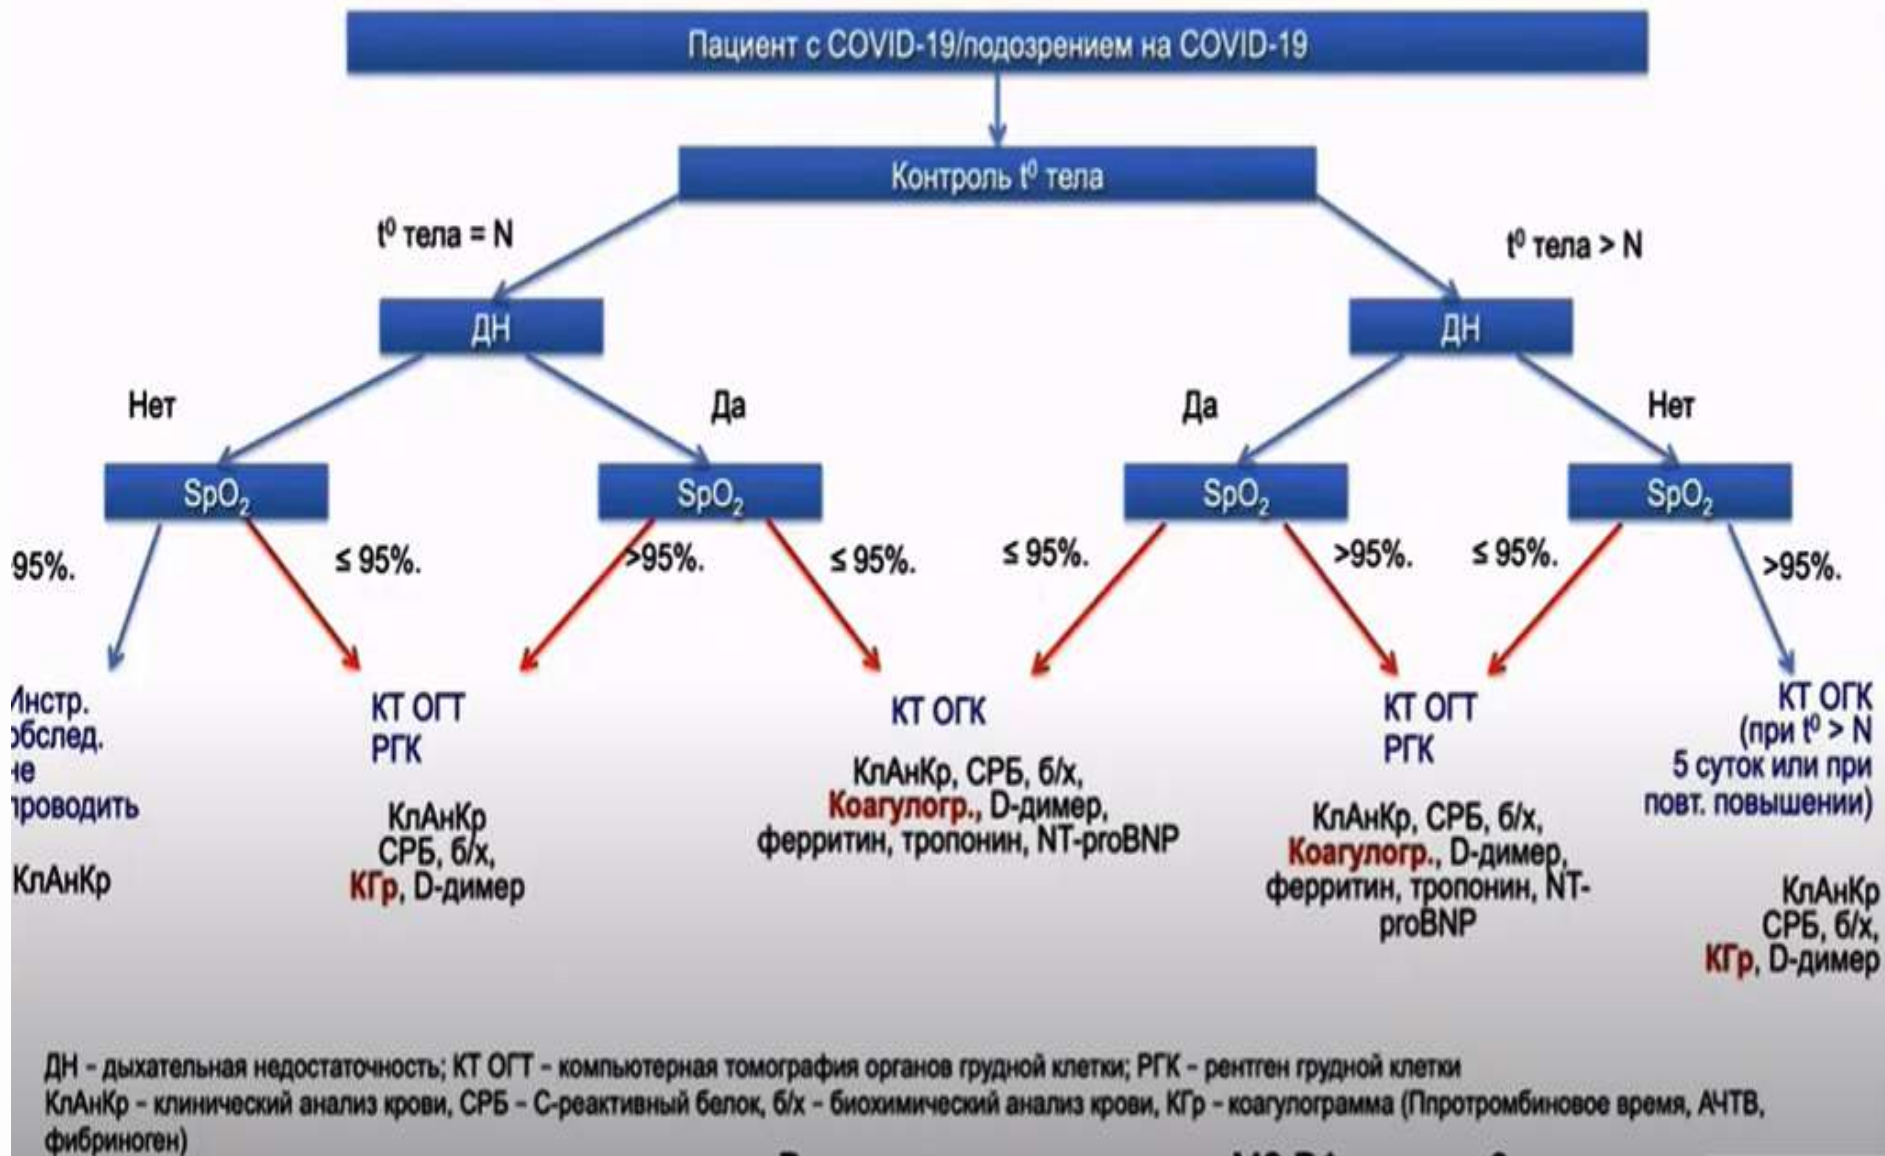 Пациент с COVID-19/подозрением на COVID-19
Контроль t⁰ тела
t⁰ тела = N
t⁰ тела > N
ДН
ДН
Нет
Да
Да
Нет
SpO₂
SpO₂
SpO₂
SpO₂
95%.
≤ 95%.
>95%.
≤ 95%.
≤ 95%.
>95%.
≤ 95%.
>95%.
Инстр.
обслед.
не
проводить
КлАнКр
КТ ОГТ
РГК
КлАнКр
СРБ, б/х,
КГр, D-димер
КТ ОГК
КлАнКр, СРБ, б/х,
Коагулогр., D-димер,
ферритин, тропонин, NT-proBNP
КТ ОГТ
РГК
КлАнКр, СРБ, б/х,
Коагулогр., D-димер,
ферритин, тропонин, NT-
proBNP
КТ ОГК
(при t⁰ > N
5 суток или при
повт. повышении)
КлАнКр
СРБ, б/х,
КГр, D-димер
ДН – дыхательная недостаточность; КТ ОГТ – компьютерная томография органов грудной клетки; РГК – рентген грудной клетки
КлАнКр – клинический анализ крови, СРБ – С-реактивный белок, б/х – биохимический анализ крови, КГр – коагулограмма (Ппротромбиновое время, АЧТВ,
фибриноген)